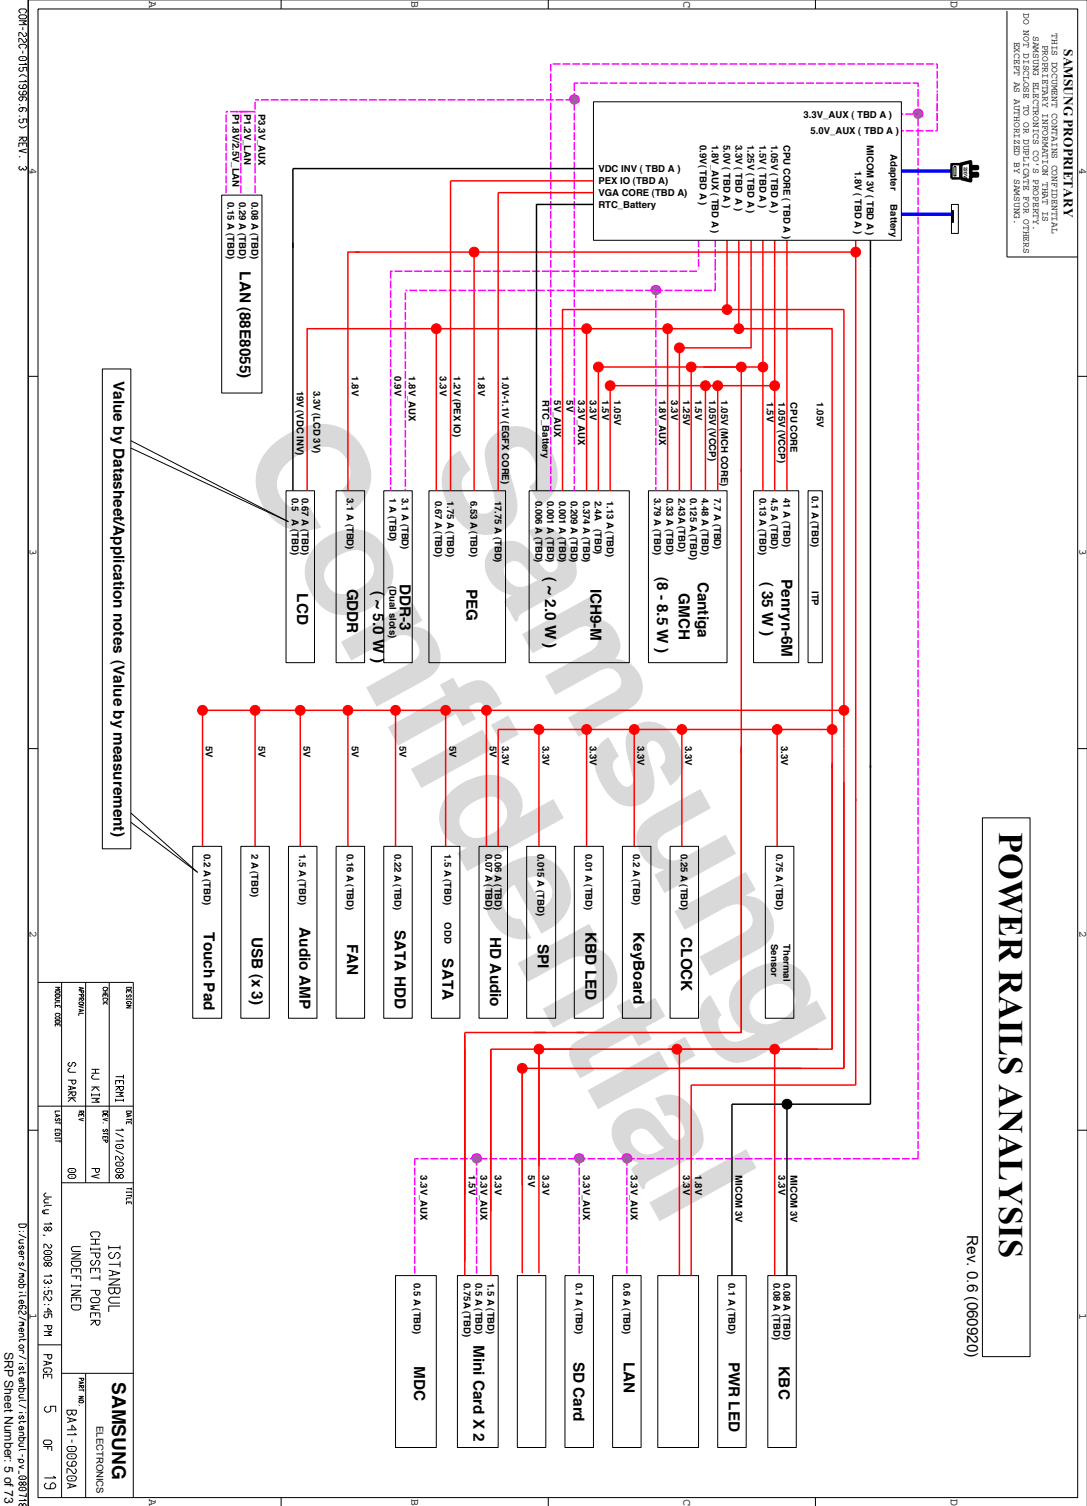 SAMSUNG PROPRIETARY
THIS DOCUMENT CONTAINS CONFIDENTIAL
PROPRIETARY INFORMATION THAT IS
SAMSUNG ELECTRONICS CO'S PROPERTY.
DO NOT DISCLOSE TO OR DUPLICATE FOR OTHERS
EXCEPT AS AUTHORIZED BY SAMSUNG.
POWER RAILS ANALYSIS
Rev. 0.6 (060920)
D
C
B
A
4
3
2
1
Adapter
Battery
3.3V_AUX ( TBD A )
5.0V_AUX ( TBD A )
MICOM 3V ( TBD A )
1.8V ( TBD A )
CPU CORE ( TBD A )
1.05V ( TBD A )
1.5V ( TBD A )
1.25V ( TBD A )
3.3V ( TBD A )
5.0V ( TBD A )
1.8V_AUX ( TBD A )
0.9V( TBD A )
VDC INV ( TBD A )
PEX IO (TBD A)
VGA CORE (TBD A)
RTC_Battery
P3.3V_AUX
P1.2V_LAN
P1.8V/2.5V_LAN
0.08 A (TBD)
0.29 A (TBD)
0.15 A (TBD)
LAN (88E8055)
1.05V
0.1 A (TBD)
ITP
CPU CORE
1.05V (VCCP)
1.5V
41 A (TBD)
4.5 A (TBD)
0.13 A (TBD)
Penryn-6M
( 35 W )
1.05V (MCH CORE)
1.05V (VCCP)
1.5V
1.25V
3.3V
1.8V_AUX
7.7 A (TBD)
4.48 A (TBD)
0.125 A (TBD)
2.43A (TBD)
0.33 A (TBD)
3.79 A (TBD)
Cantiga
GMCH
(8 - 8.5 W )
1.05V
1.5V
3.3V
3.3V_AUX
5V
5V_AUX
RTC_Battery
1.13 A (TBD)
2.4A (TBD)
0.374 A (TBD)
0.209 A (TBD)
0.001 A (TBD)
0.001 A (TBD)
0.006 A (TBD)
ICH9-M
( ~ 2.0 W )
1.0V-1.1V ( EGFX CORE)
1.8V
1.2V (PEX IO)
3.3V
17.75 A (TBD)
6.53 A (TBD)
1.75 A (TBD)
0.67 A (TBD)
PEG
1.8V_AUX
0.9V
3.1 A (TBD)
1 A (TBD)
DDR-3
(Dual slots)
( ~ 5.0 W )
1.8V
3.1 A (TBD)
GDDR
3.3V (LCD 3V)
19V (VDC INV)
0.67 A (TBD)
0.5 A (TBD)
LCD
Value by Datasheet/Application notes (Value by measurement)
3.3V
0.75 A (TBD)
Thermal
Sensor
3.3V
0.25 A (TBD)
CLOCK
3.3V
0.2 A (TBD)
KeyBoard
3.3V
0.01 A (TBD)
KBD LED
3.3V
0.015 A (TBD)
SPI
3.3V
5V
0.06 A (TBD)
0.07 A (TBD)
HD Audio
5V
1.5 A (TBD)
ODD SATA
5V
0.22 A (TBD)
SATA HDD
5V
0.16 A (TBD)
FAN
5V
1.5 A (TBD)
Audio AMP
5V
2 A (TBD)
USB (x 3)
5V
0.2 A (TBD)
Touch Pad
MICOM 3V
3.3V
0.08 A (TBD)
0.08 A (TBD)
KBC
MICOM 3V
0.1 A (TBD)
PWR LED
1.8V
3.3V
3.3V_AUX
0.6 A (TBD)
LAN
3.3V_AUX
0.1 A (TBD)
SD Card
3.3V
5V
3.3V
3.3V_AUX
1.5V
1.5 A (TBD)
0.5 A (TBD)
0.75A (TBD)
Mini Card X 2
3.3V_AUX
0.5 A (TBD)
MDC
Samsung
Confidential
DESIGN TERMI
CHECK HJ KIM
APPROVAL SJ PARK
MODULE CODE
DATE 1/10/2008
DEV. STEP PV
REV 00
LAST EDIT July 18, 2008 13:52:45 PM
TITLE
ISTANBUL
CHIPSET POWER
UNDEFINED
SAMSUNG
ELECTRONICS
PART NO. BA41-00920A
PAGE 5 OF 19
COM-22C-015(1996.6.5) REV. 3
D:/users/mobile62/mentor/istanbul/istanbul-pv_080718
SRP Sheet Number: 5 of 73